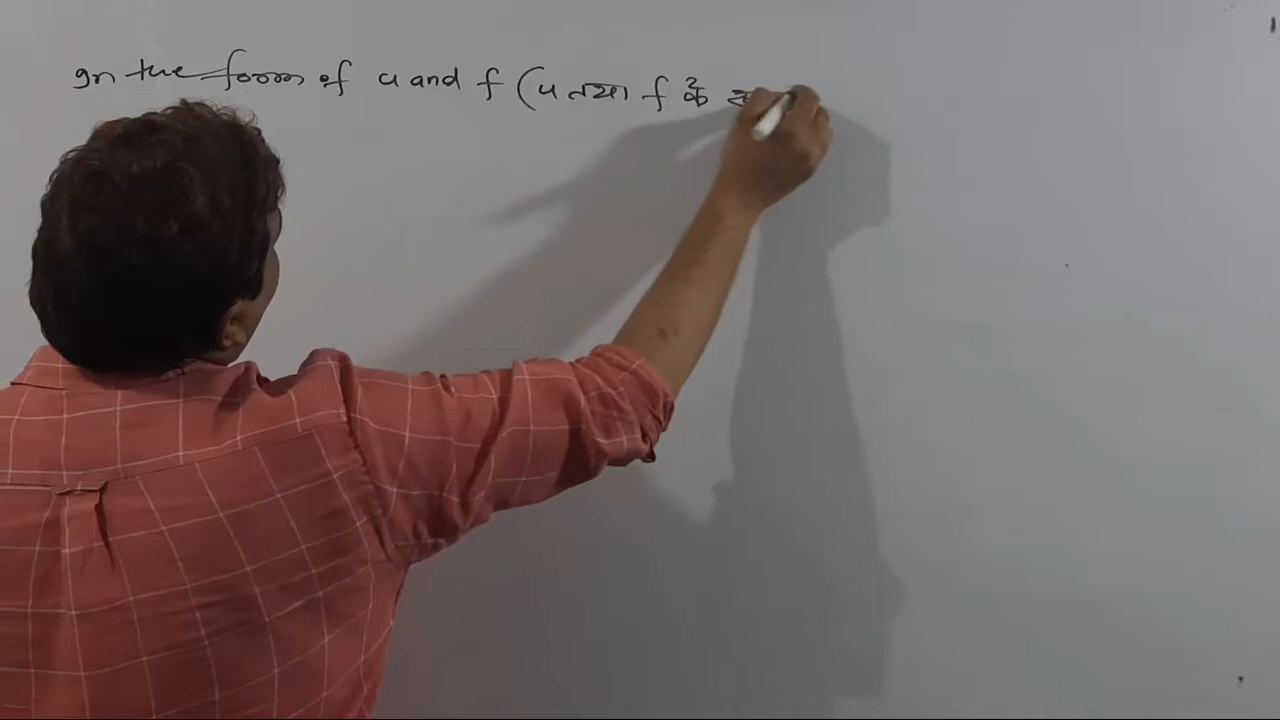 In the form of u and f (u तथा f के